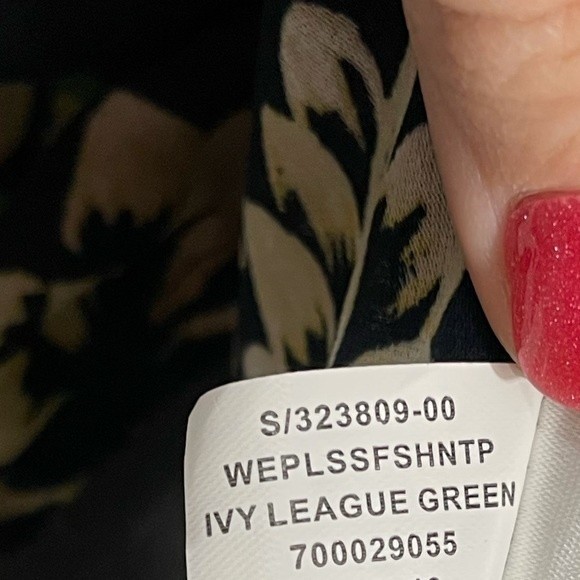 S/323809-00
WEPLSSFSHNTP
IVY LEAGUE GREEN
700029055